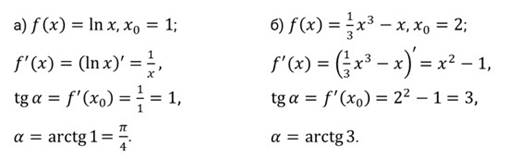 а) f(x) = ln x, x₀ = 1;
f′(x) = (ln x)′ = 1/x,
tg α = f′(x₀) = 1/1 = 1,
α = arctg 1 = π/4.
б) f(x) = 1/3 x³ − x, x₀ = 2;
f′(x) = (1/3 x³ − x)′ = x² − 1,
tg α = f′(x₀) = 2² − 1 = 3,
α = arctg 3.